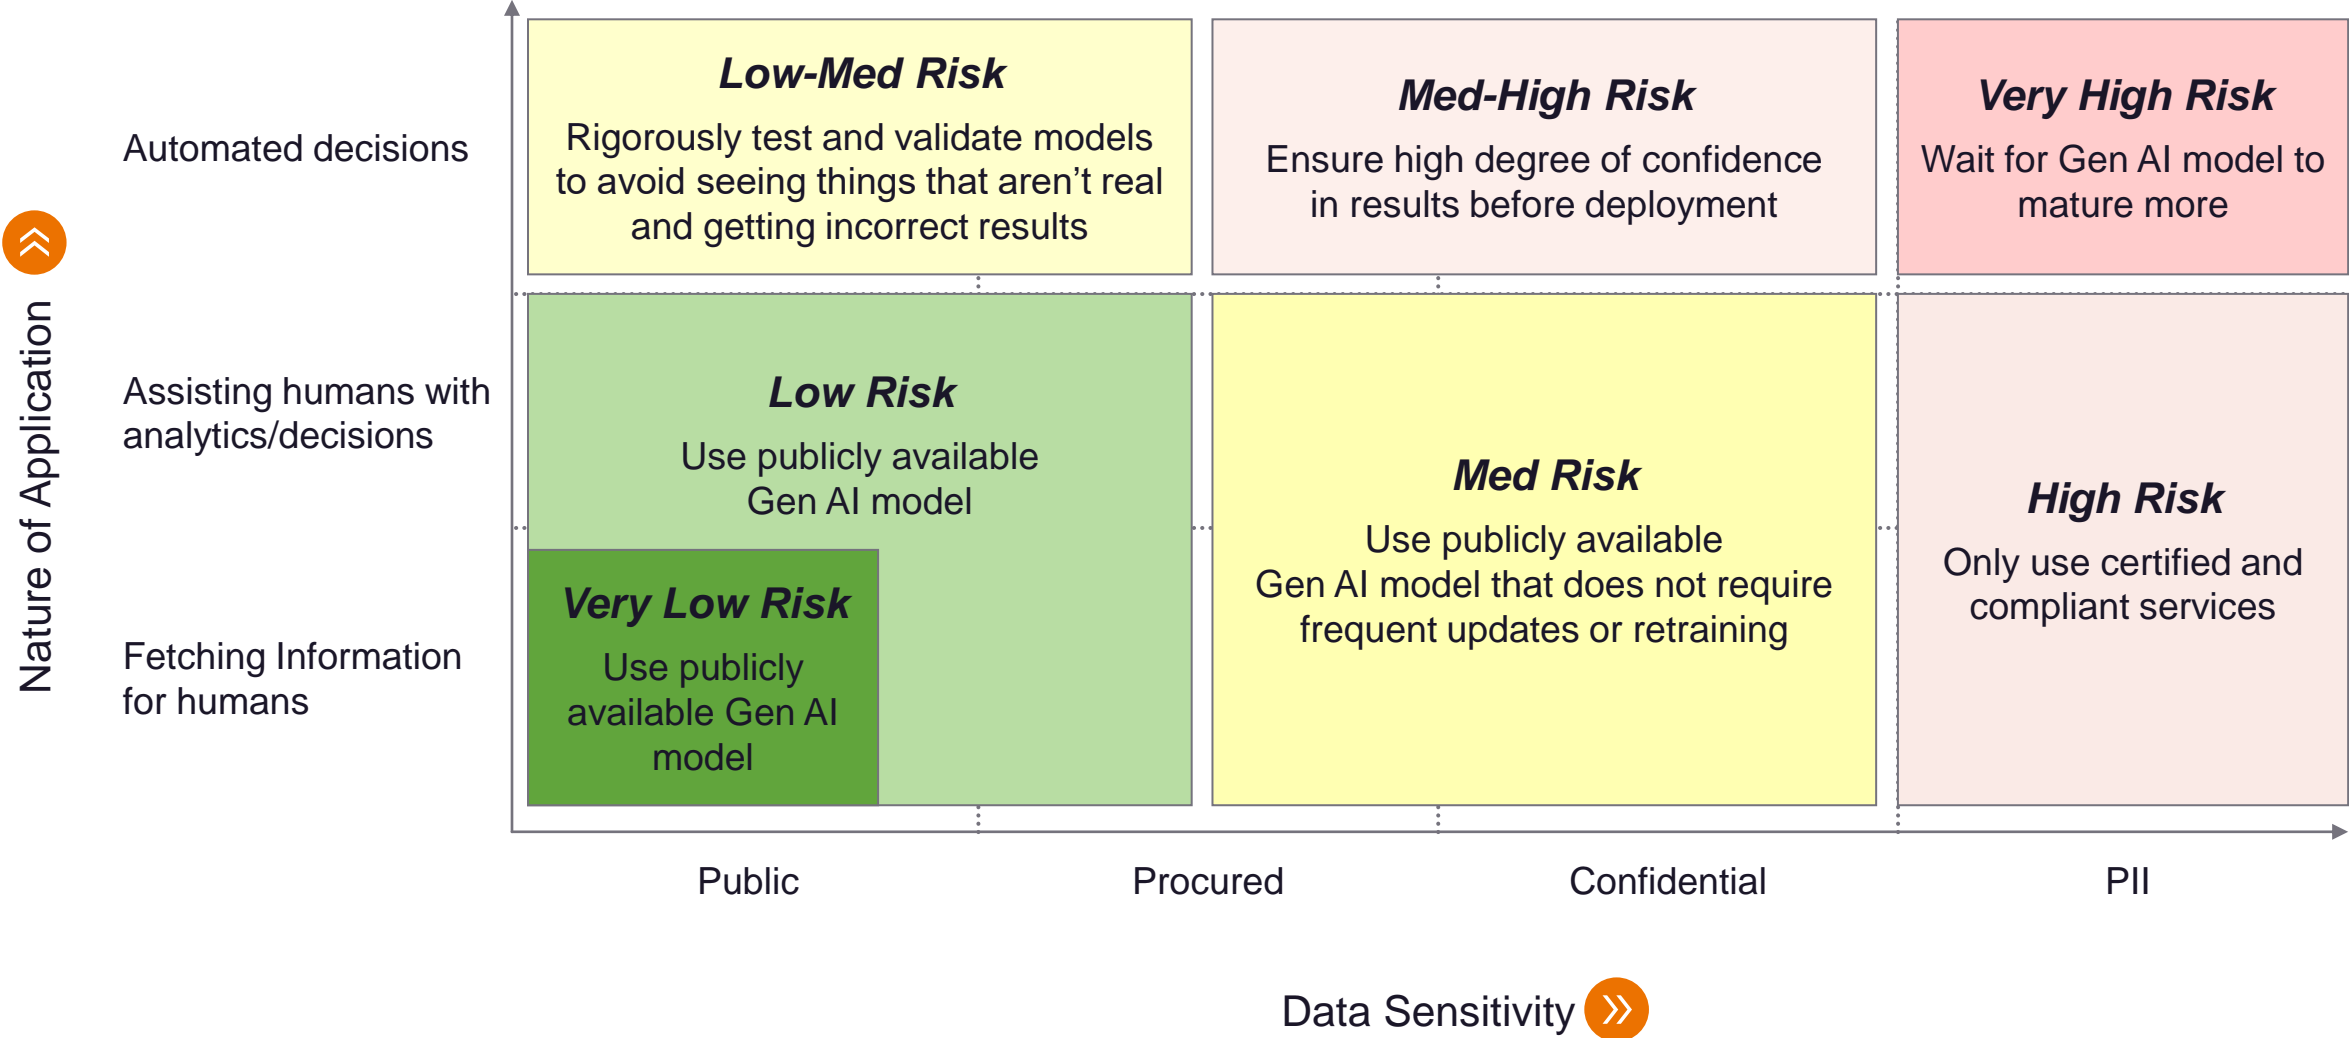 Nature of Application
Automated decisions
Assisting humans with
analytics/decisions
Fetching Information
for humans
Low-Med Risk
Rigorously test and validate models
to avoid seeing things that aren’t real
and getting incorrect results
Med-High Risk
Ensure high degree of confidence
in results before deployment
Very High Risk
Wait for Gen AI model to
mature more
Low Risk
Use publicly available
Gen AI model
Very Low Risk
Use publicly
available Gen AI
model
Med Risk
Use publicly available
Gen AI model that does not require
frequent updates or retraining
High Risk
Only use certified and
compliant services
Public
Procured
Confidential
PII
Data Sensitivity